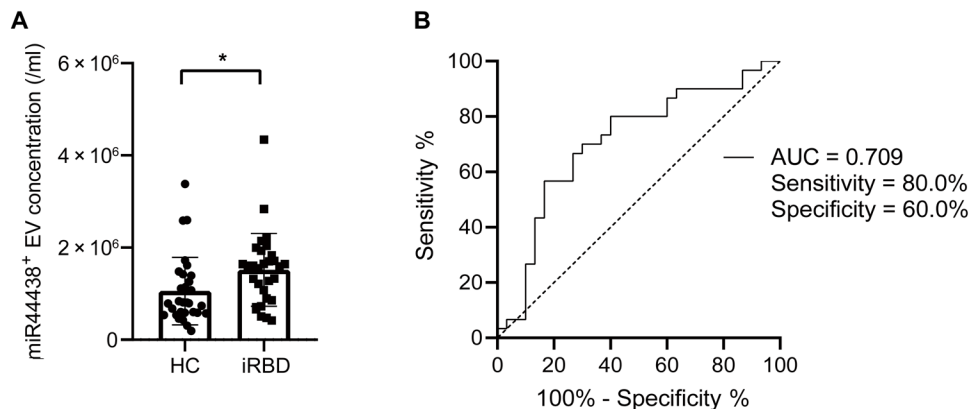 A
B
miR44438⁺ EV concentration (/ml)
6 × 10⁶
4 × 10⁶
2 × 10⁶
0
*
HC
iRBD
Sensitivity %
100
80
60
40
20
0
0 20 40 60 80 100
100% - Specificity %
AUC = 0.709
Sensitivity = 80.0%
Specificity = 60.0%